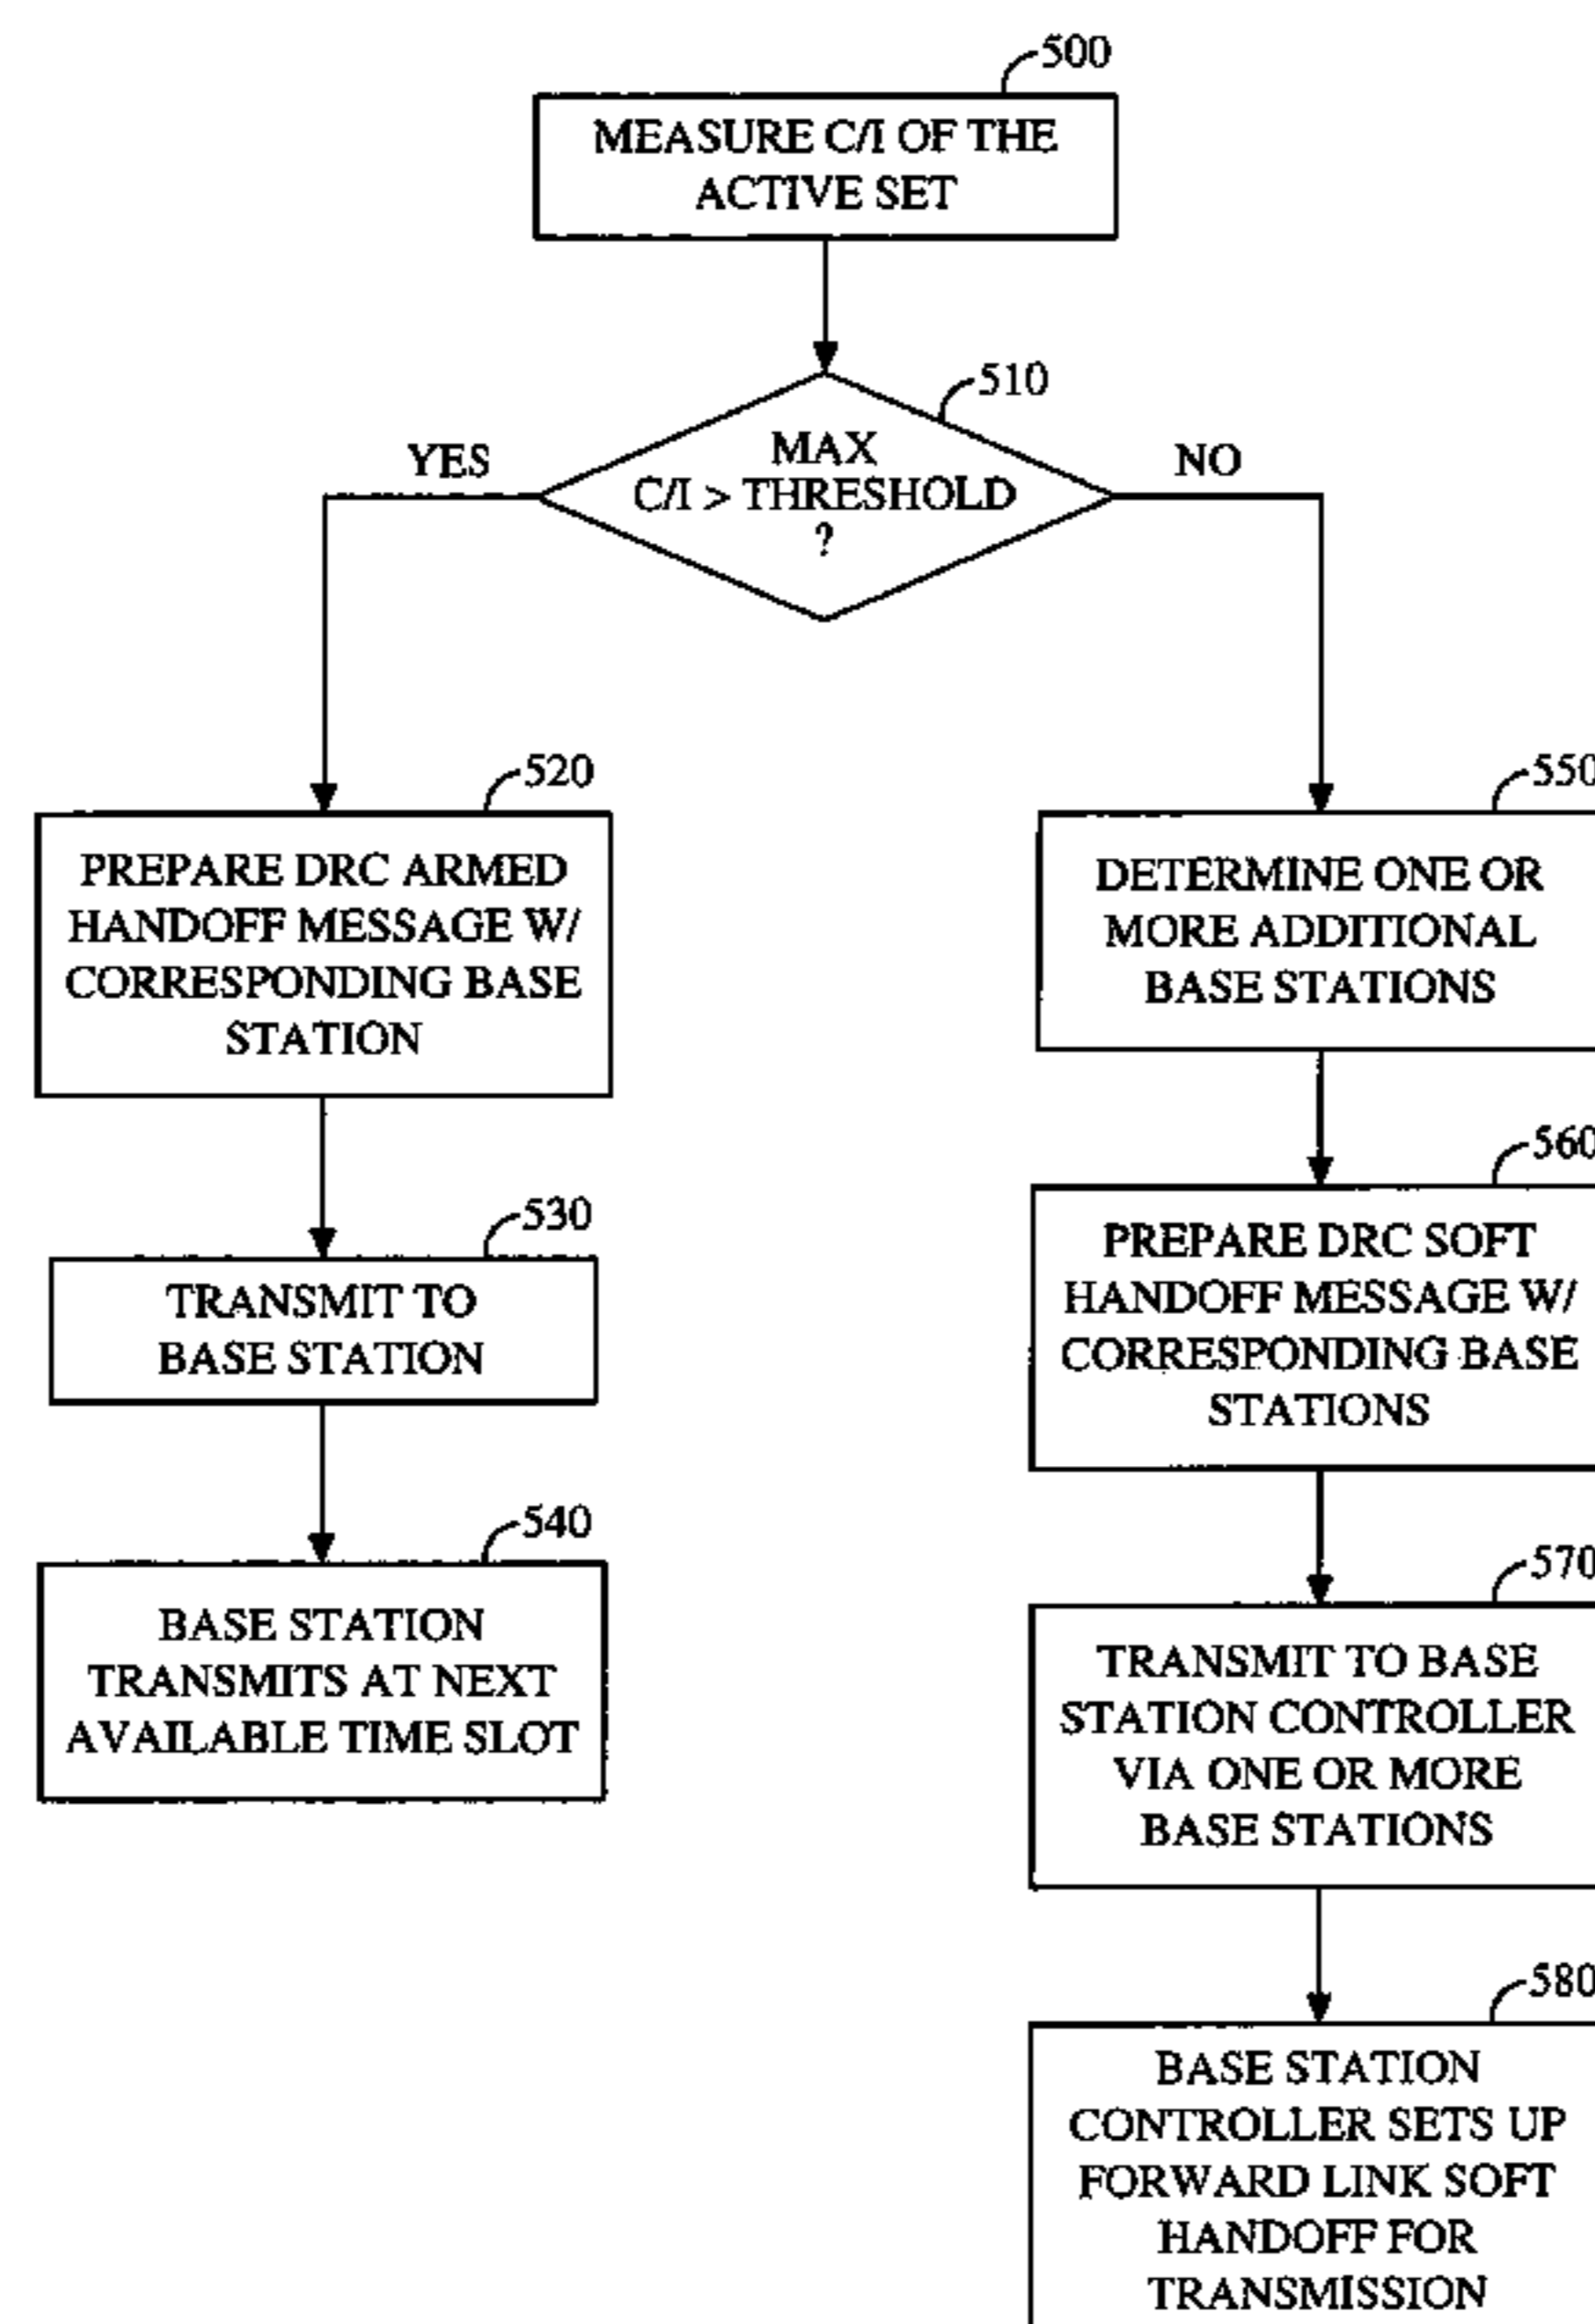 500
MEASURE C/I OF THE
ACTIVE SET
510
MAX
C/I > THRESHOLD
?
YES
NO
520
PREPARE DRC ARMED
HANDOFF MESSAGE W/
CORRESPONDING BASE
STATION
530
TRANSMIT TO
BASE STATION
540
BASE STATION
TRANSMITS AT NEXT
AVAILABLE TIME SLOT
550
DETERMINE ONE OR
MORE ADDITIONAL
BASE STATIONS
560
PREPARE DRC SOFT
HANDOFF MESSAGE W/
CORRESPONDING BASE
STATIONS
570
TRANSMIT TO BASE
STATION CONTROLLER
VIA ONE OR MORE
BASE STATIONS
580
BASE STATION
CONTROLLER SETS UP
FORWARD LINK SOFT
HANDOFF FOR
TRANSMISSION